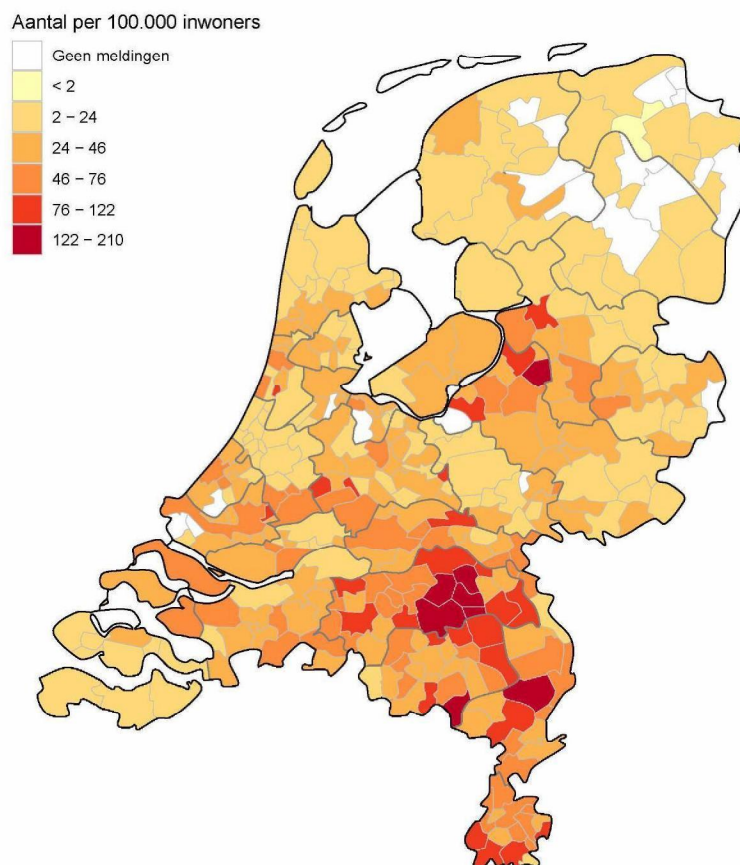 Aantal per 100.000 inwoners
Geen meldingen
< 2
2 – 24
24 – 46
46 – 76
76 – 122
122 – 210